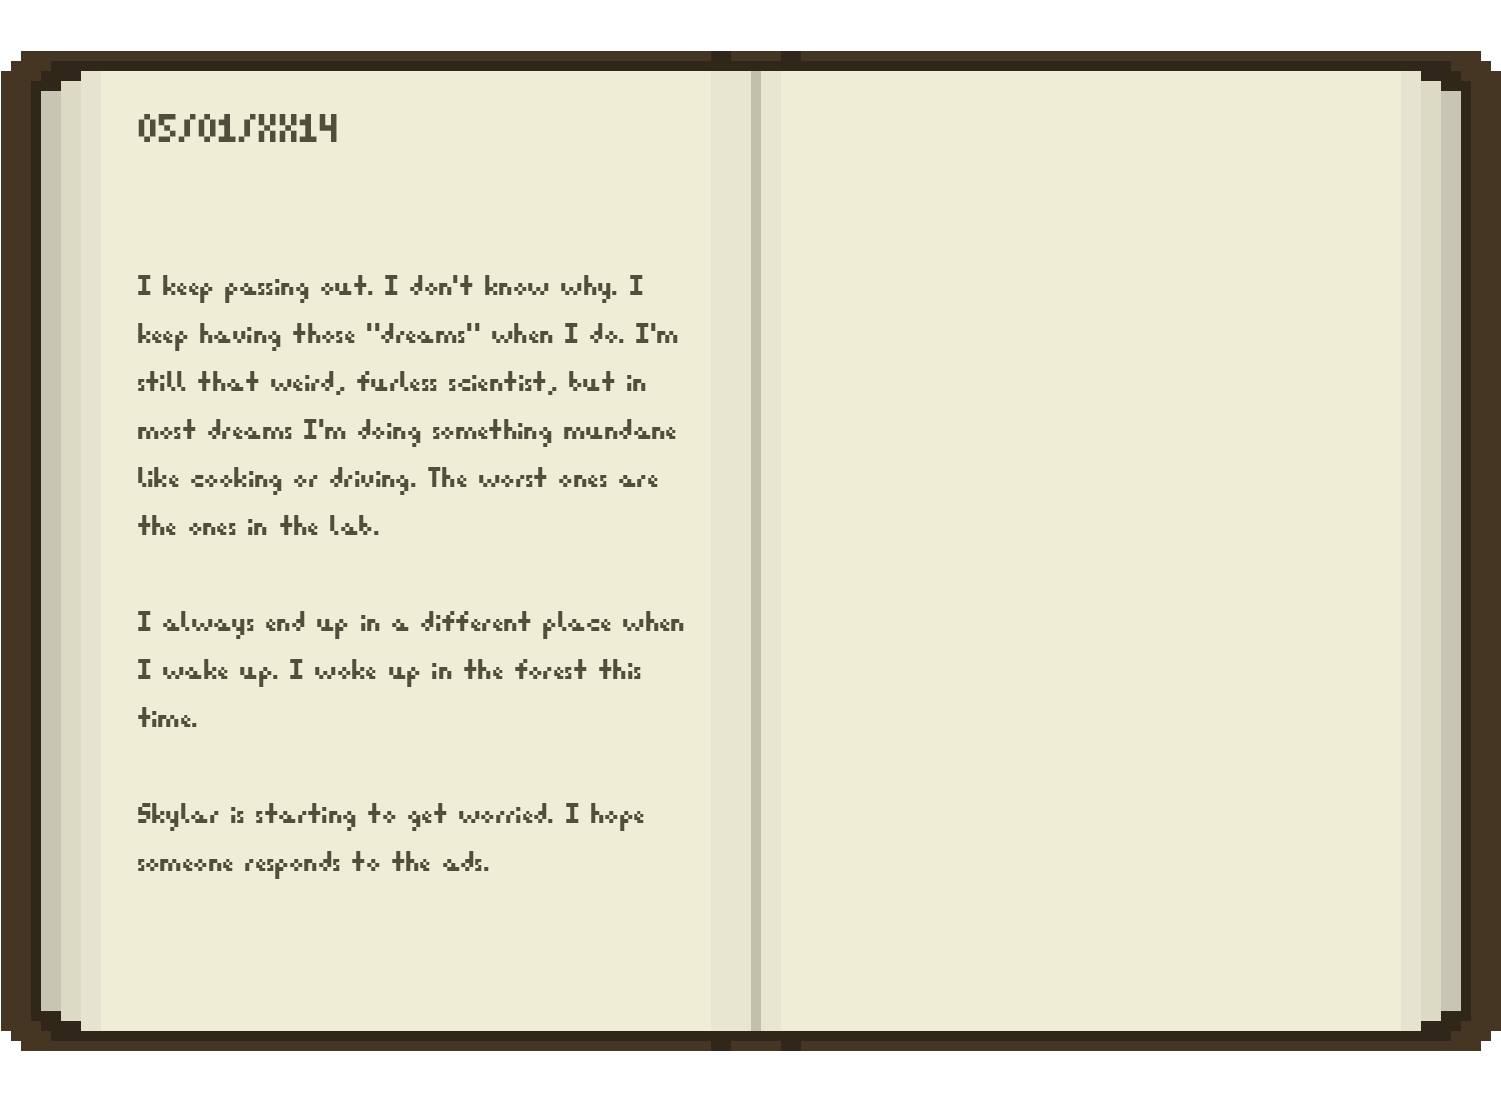 05/01/XX14
I keep passing out. I don't know why. I
keep having those "dreams" when I do. I'm
still that weird, furless scientist, but in
most dreams I'm doing something mundane
like cooking or driving. The worst ones are
the ones in the lab.
I always end up in a different place when
I wake up. I woke up in the forest this
time.
Skylar is starting to get worried. I hope
someone responds to the ads.